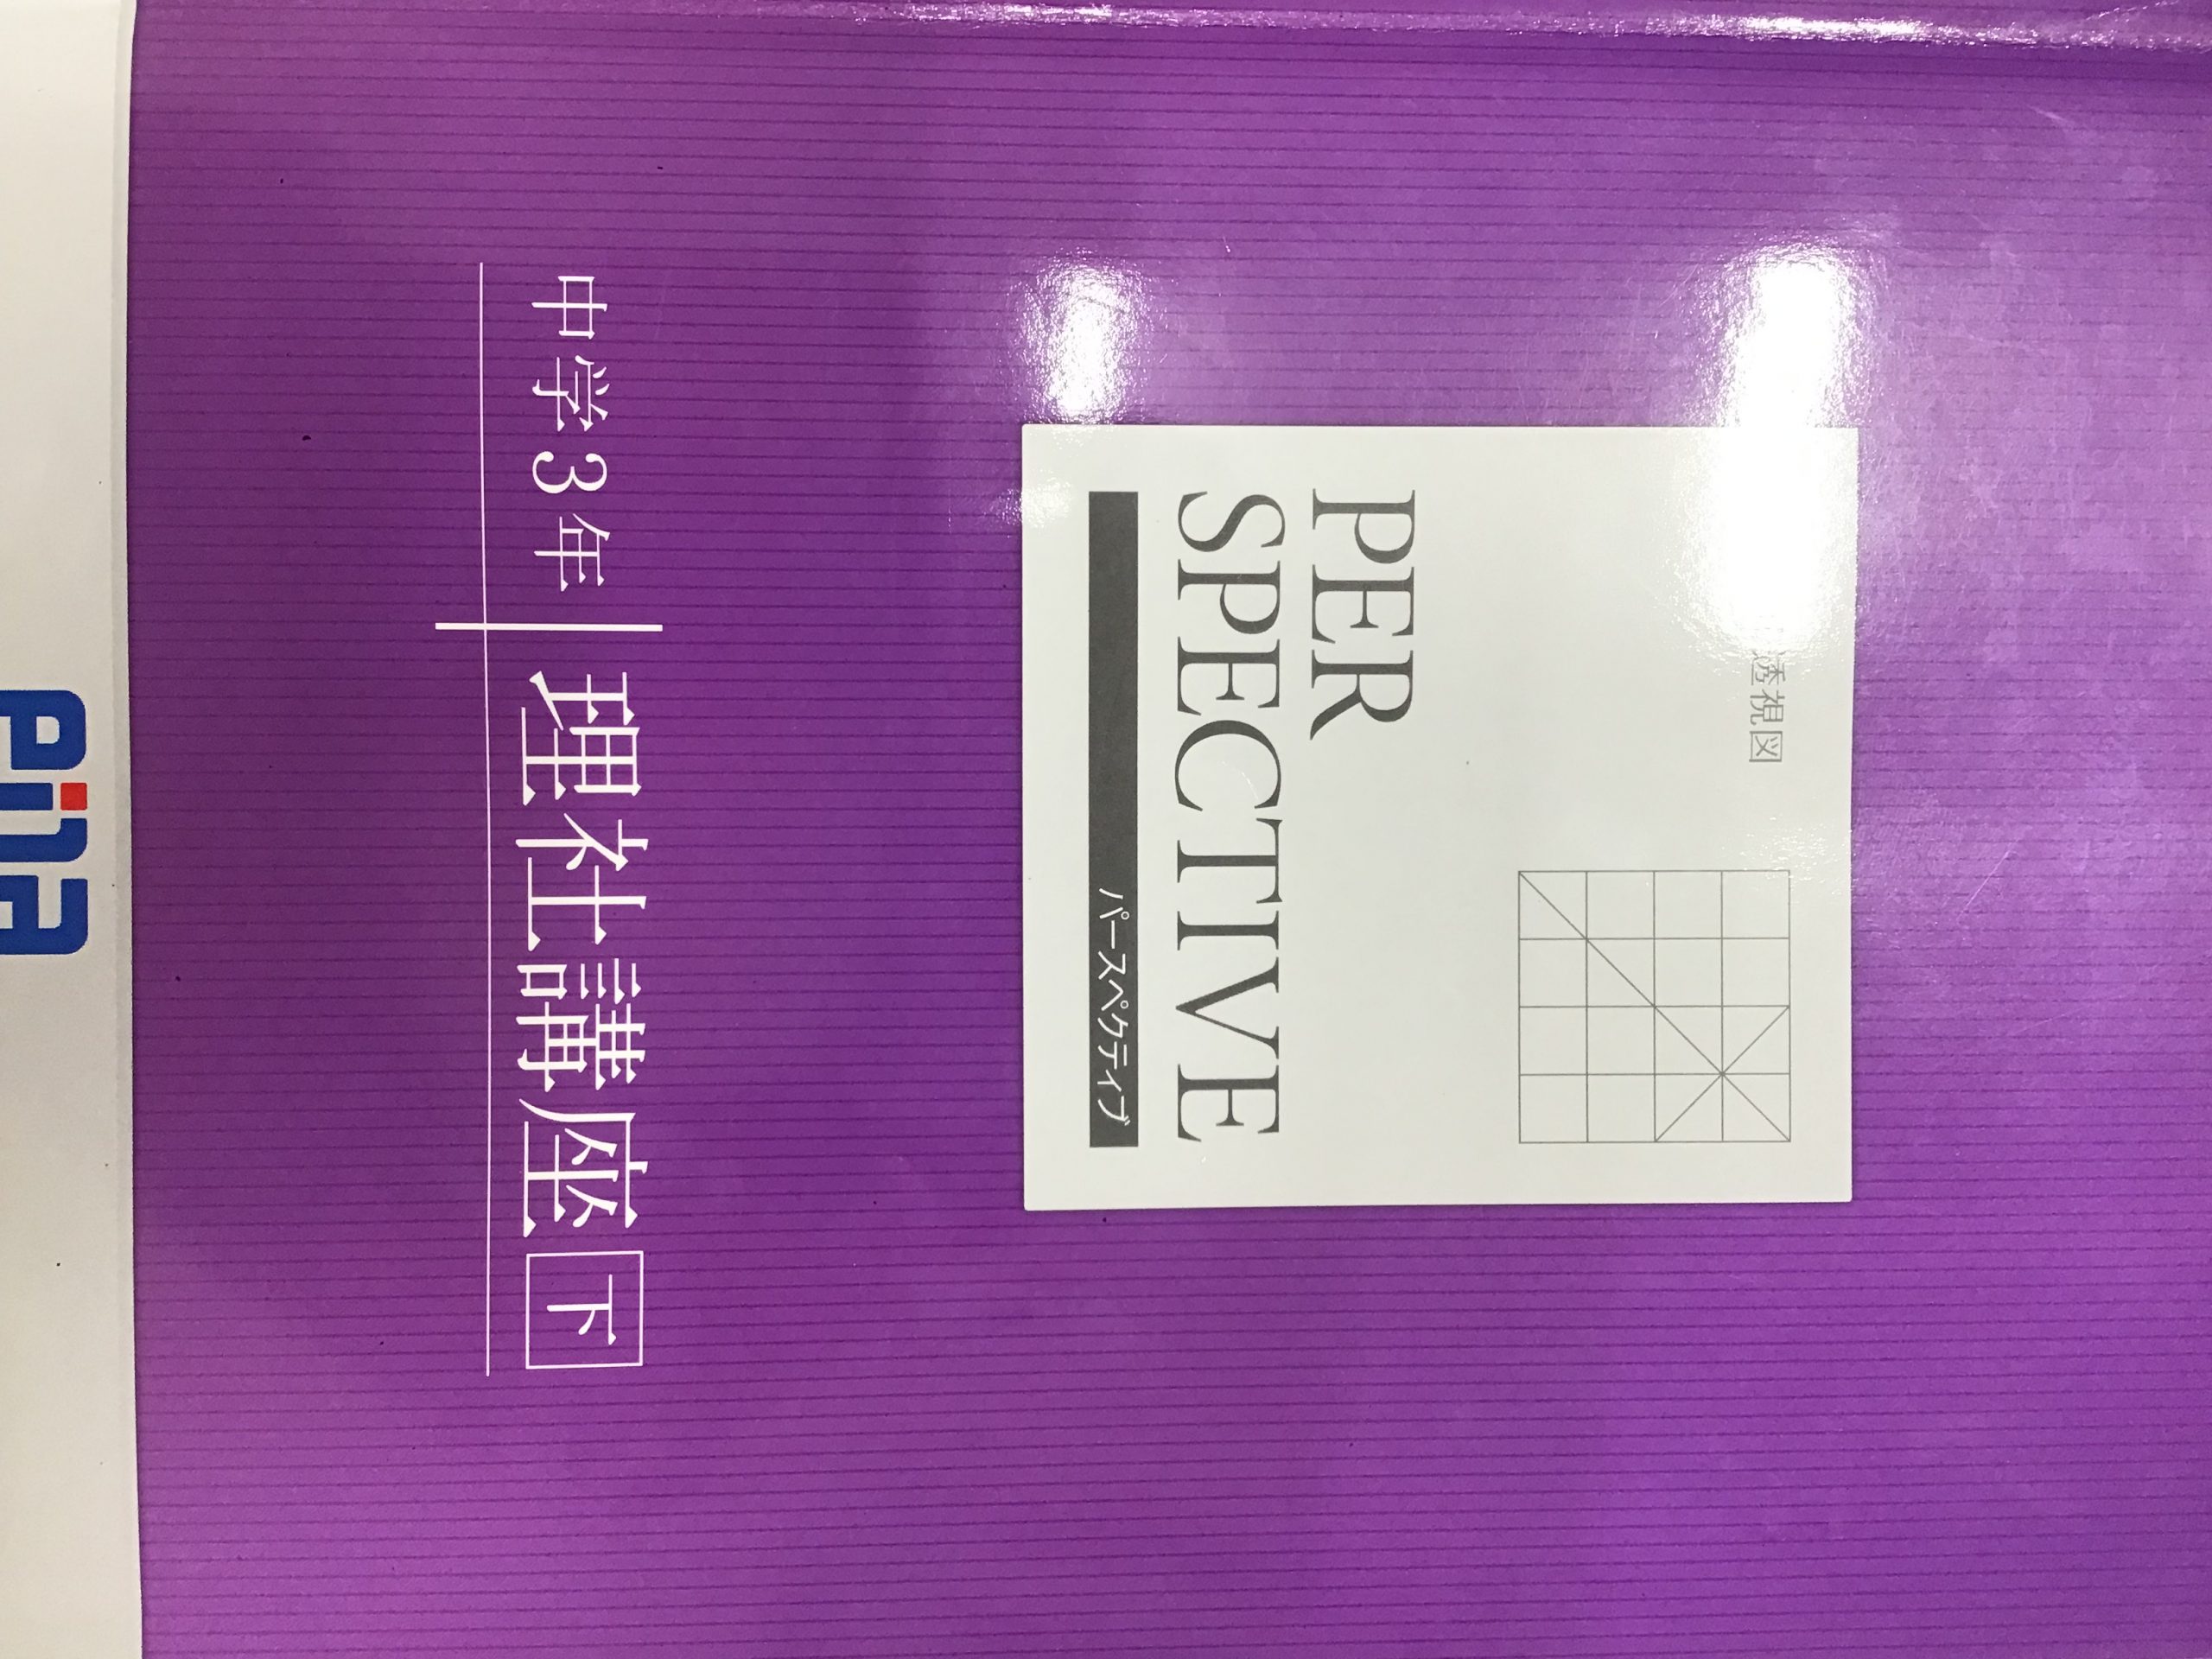 透視図
PER
SPECTIVE
パースペクティブ
中学3年 理社講座 下
ena